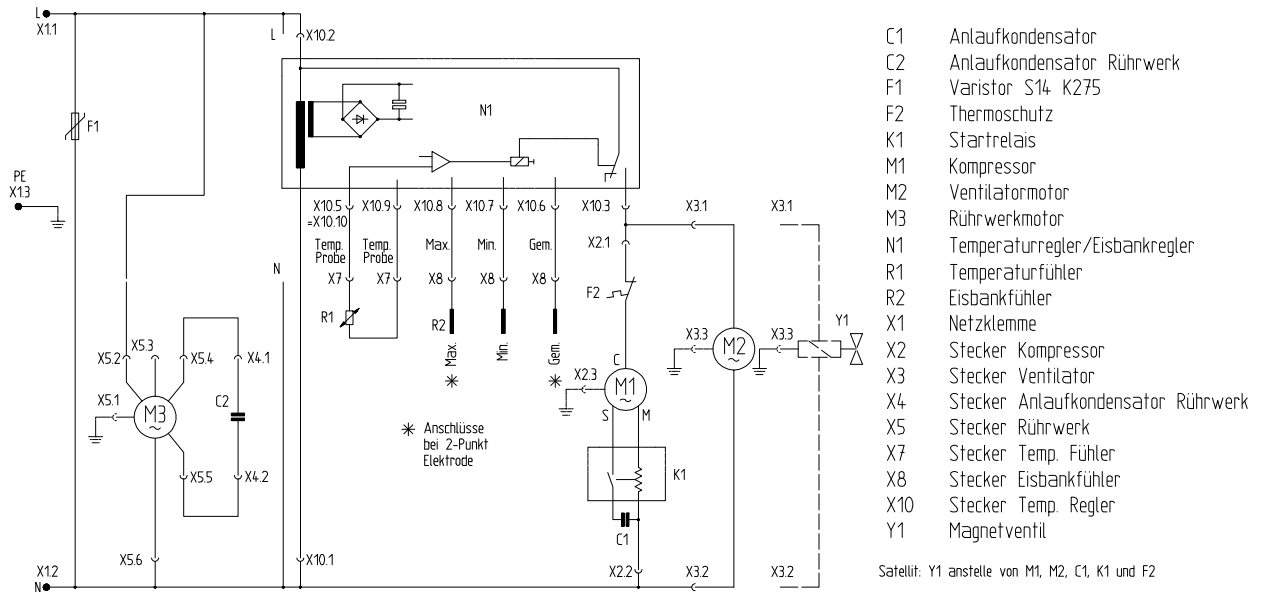 L
X1.1
L
X10.2
N1
F1
PE
X1.3
X10.5
=X10.10
X10.9
X10.8
X10.7
X10.6
X10.3
X3.1
X3.1
Temp.
Probe
Temp.
Probe
Max.
Min.
Gem.
X2.1
N
X7
X7
X8
X8
X8
F2
R1
R2
Max.
Min.
Gem.
X3.3
M2
~
X3.3
Y1
X5.2
X5.3
X5.4
X4.1
C
X2.3
M1
~
X5.1
M3
~
C2
S
M
✳ Anschlüsse
bei 2-Punkt
Elektrode
X5.5
X4.2
K1
C1
X5.6
X10.1
X1.2
N
X2.2
X3.2
X3.2
C1 Anlaufkondensator
C2 Anlaufkondensator Rührwerk
F1 Varistor S14 K275
F2 Thermoschutz
K1 Startrelais
M1 Kompressor
M2 Ventilatormotor
M3 Rührwerkmotor
N1 Temperaturregler/Eisbankregler
R1 Temperaturfühler
R2 Eisbankfühler
X1 Netzklemme
X2 Stecker Kompressor
X3 Stecker Ventilator
X4 Stecker Anlaufkondensator Rührwerk
X5 Stecker Rührwerk
X7 Stecker Temp. Fühler
X8 Stecker Eisbankfühler
X10 Stecker Temp. Regler
Y1 Magnetventil
Satellit: Y1 anstelle von M1, M2, C1, K1 und F2